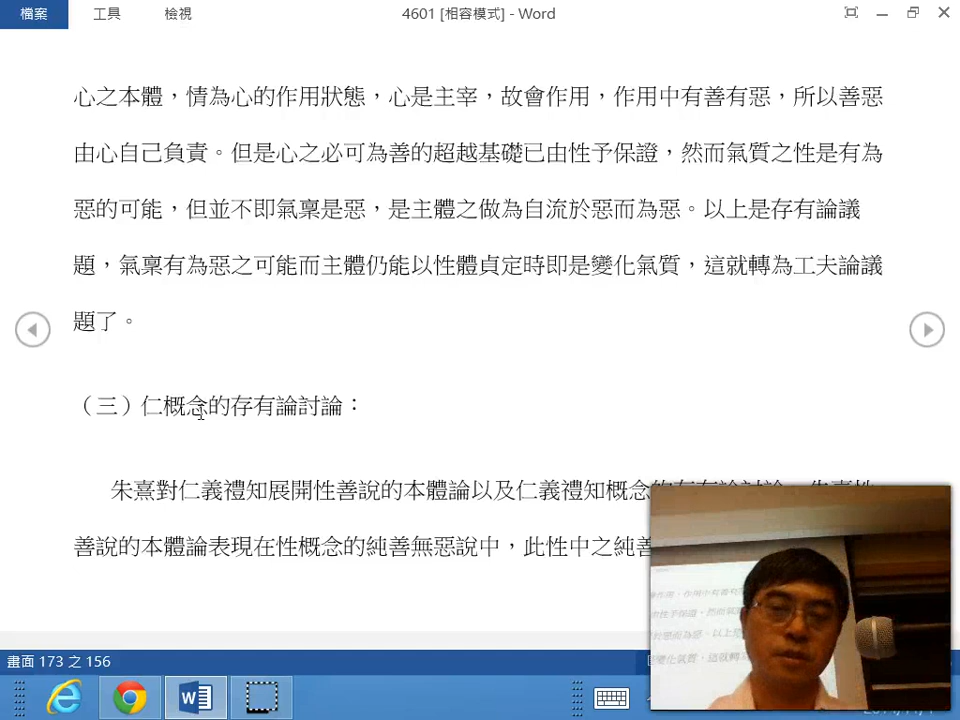 檔案 工具 檢視 4601 [相容模式] - Word
心之本體，情為心的作用狀態，心是主宰，故會作用，作用中有善有惡，所以善惡
由心自己負責。但是心之必可為善的超越基礎已由性予保證，然而氣質之性是有為
惡的可能，但並不即氣稟是惡，是主體之做為自流於惡而為惡。以上是存有論議
題，氣稟有為惡之可能而主體仍能以性體貞定時即是變化氣質，這就轉為工夫論議
題了。
（三）仁概念的存有論討論：
朱熹對仁義禮知展開性善說的本體論以及仁義禮知概念
善說的本體論表現在性概念的純善無惡說中，此性中之純善
畫面 173 之 156